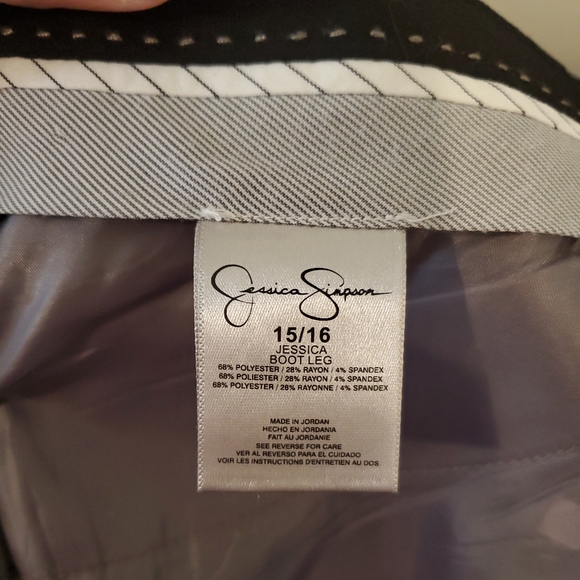 Jessica Simpson
15/16
JESSICA
BOOT LEG
68% POLYESTER / 28% RAYON / 4% SPANDEX
68% POLIESTER / 28% RAYON / 4% SPANDEX
68% POLYESTER / 28% RAYONNE / 4% SPANDEX
MADE IN JORDAN
HECHO EN JORDANIA
FAIT AU JORDANIE
SEE REVERSE FOR CARE
VER AL REVERSO PARA EL CUIDADO
VOIR LES INSTRUCTIONS D'ENTRETIEN AU DOS